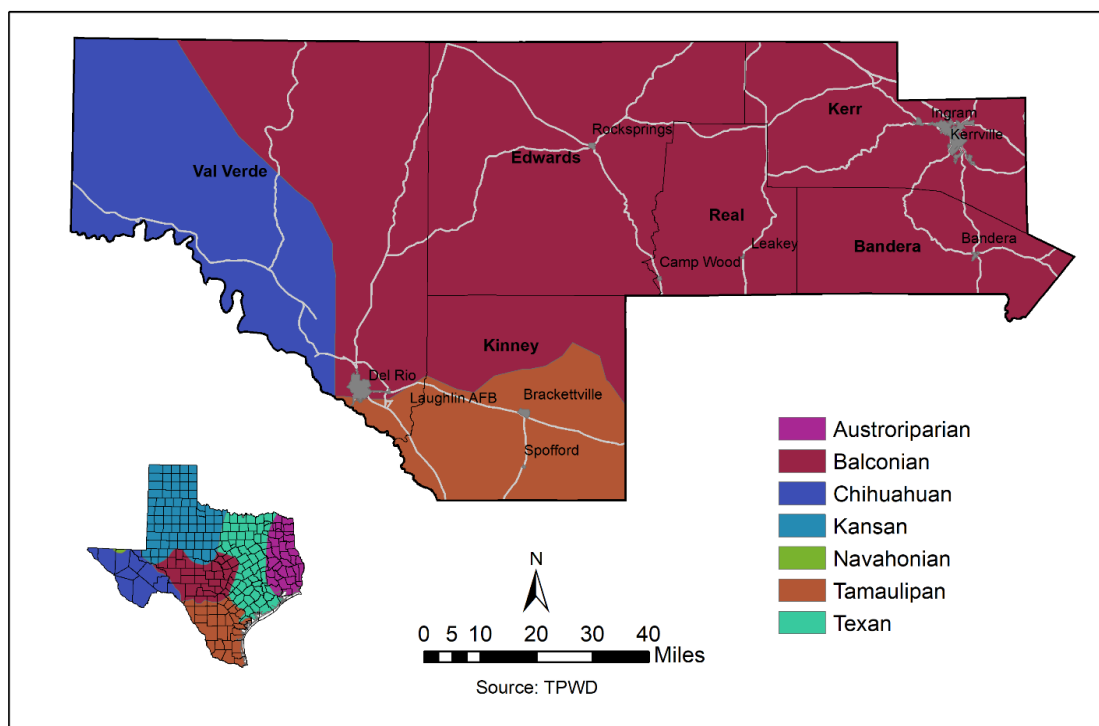 Kerr
Ingram
Kerrville
Rocksprings
Edwards
Val Verde
Real
Leakey
Bandera
Bandera
Camp Wood
Kinney
Del Rio
Laughlin AFB
Brackettville
Spofford
Austroriparian
Balconian
Chihuahuan
Kansan
Navahonian
Tamaulipan
Texan
N
0 5 10 20 30 40
Miles
Source: TPWD